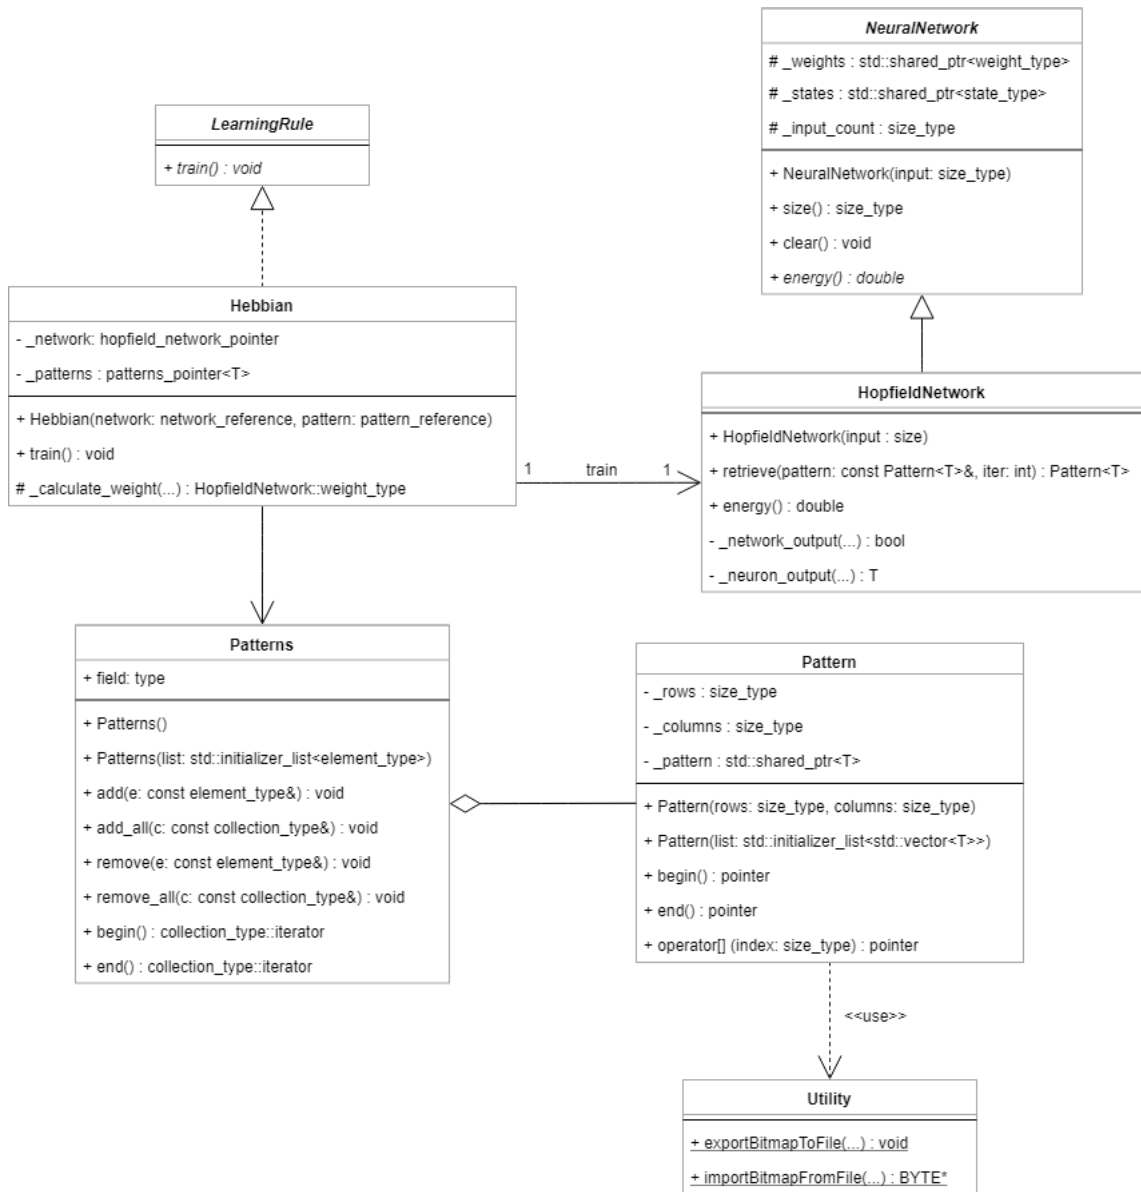 NeuralNetwork
# _weights : std::shared_ptr<weight_type>
# _states : std::shared_ptr<state_type>
# _input_count : size_type
+ NeuralNetwork(input: size_type)
+ size() : size_type
+ clear() : void
+ energy() : double
LearningRule
+ train() : void
Hebbian
- _network: hopfield_network_pointer
- _patterns : patterns_pointer<T>
+ Hebbian(network: network_reference, pattern: pattern_reference)
+ train() : void
# _calculate_weight(...) : HopfieldNetwork::weight_type
1 train 1
HopfieldNetwork
+ HopfieldNetwork(input : size)
+ retrieve(pattern: const Pattern<T>&, iter: int) : Pattern<T>
+ energy() : double
- _network_output(...) : bool
- _neuron_output(...) : T
Patterns
+ field: type
+ Patterns()
+ Patterns(list: std::initializer_list<element_type>)
+ add(e: const element_type&) : void
+ add_all(c: const collection_type&) : void
+ remove(e: const element_type&) : void
+ remove_all(c: const collection_type&) : void
+ begin() : collection_type::iterator
+ end() : collection_type::iterator
Pattern
- _rows : size_type
- _columns : size_type
- _pattern : std::shared_ptr<T>
+ Pattern(rows: size_type, columns: size_type)
+ Pattern(list: std::initializer_list<std::vector<T>>)
+ begin() : pointer
+ end() : pointer
+ operator[] (index: size_type) : pointer
<<use>>
Utility
+ exportBitmapToFile(...) : void
+ importBitmapFromFile(...) : BYTE*